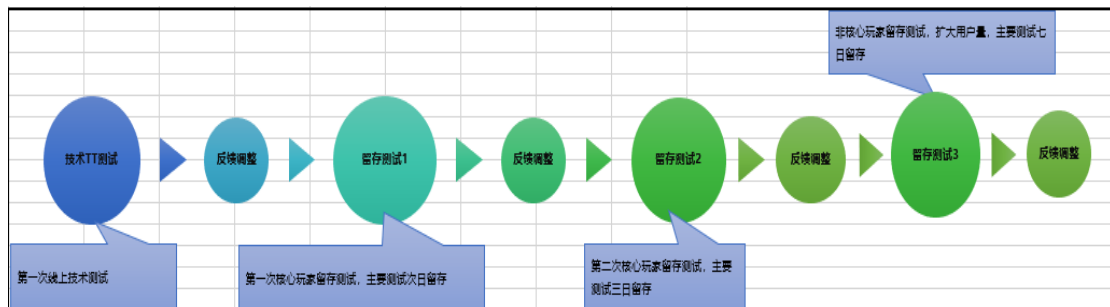 非核心玩家留存测试，扩大用户量，主要测试七
日留存
技术TT测试
反馈调整
留存测试1
反馈调整
留存测试2
反馈调整
留存测试3
反馈调整
第一次线上技术测试
第一次核心玩家留存测试，主要测试次日留存
第二次核心玩家留存测试，主要
测试三日留存